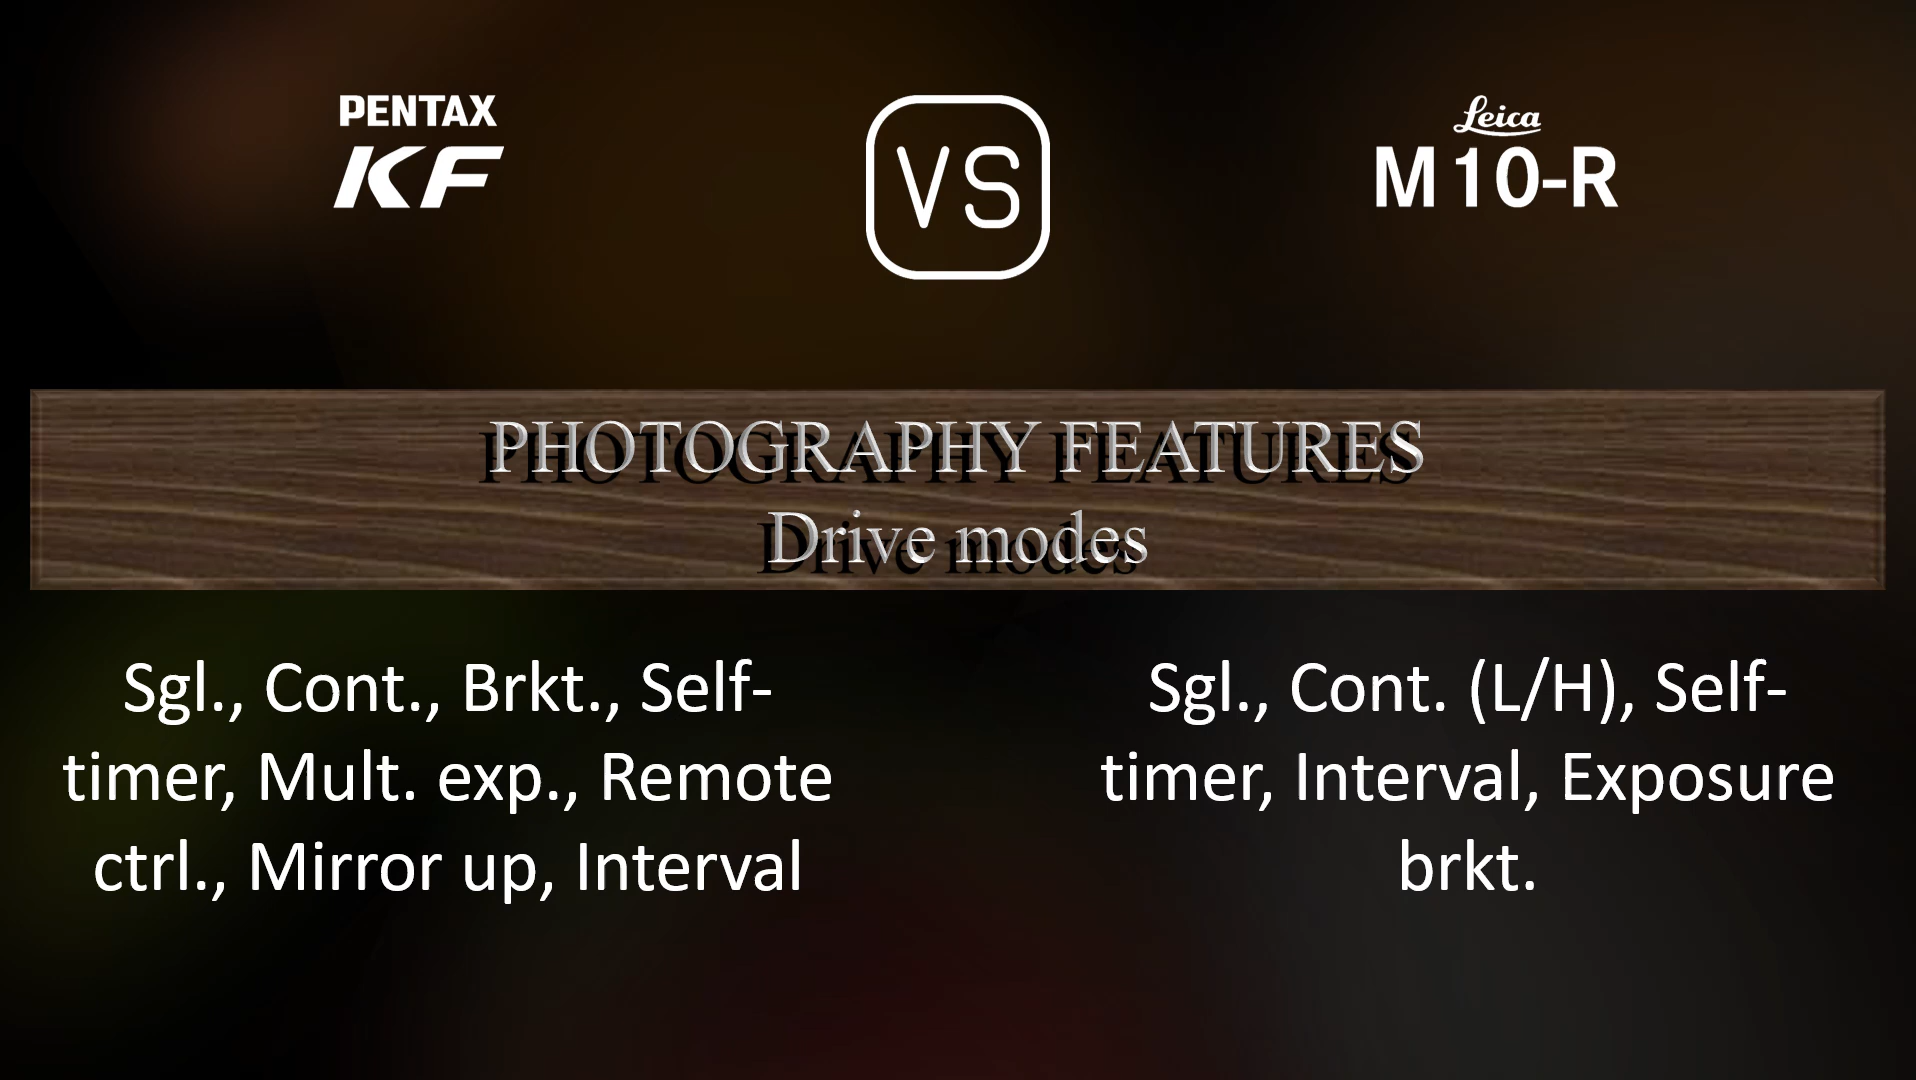 PENTAX
KF
VS
Leica
M10-R
PHOTOGRAPHY FEATURES
Drive modes
Sgl., Cont., Brkt., Self-
timer, Mult. exp., Remote
ctrl., Mirror up, Interval
Sgl., Cont. (L/H), Self-
timer, Interval, Exposure
brkt.